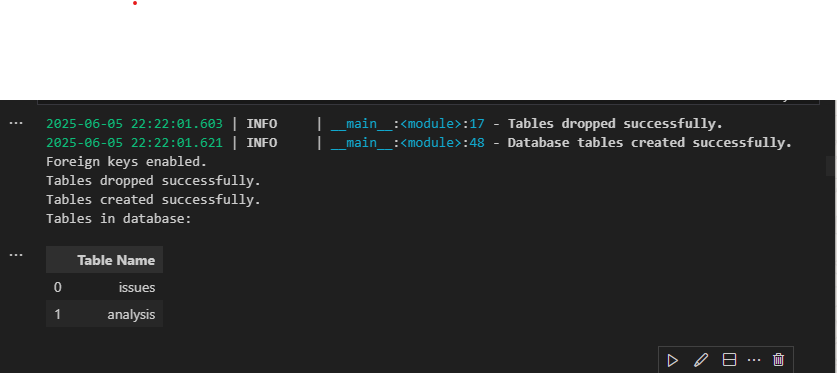 2025-06-05 22:22:01.603 | INFO     | __main__:<module>:17 - Tables dropped successfully.
2025-06-05 22:22:01.621 | INFO     | __main__:<module>:48 - Database tables created successfully.
Foreign keys enabled.
Tables dropped successfully.
Tables created successfully.
Tables in database:
Table Name
0 issues
1 analysis